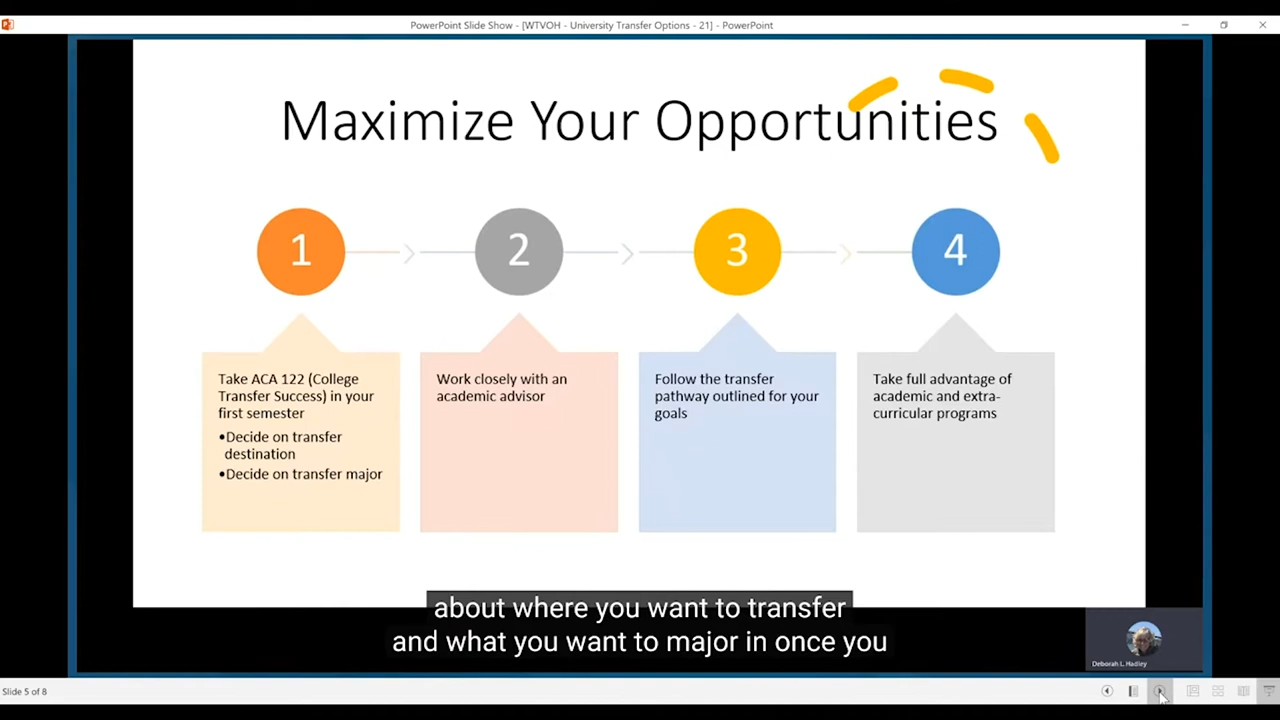 PowerPoint Slide Show - [WTVOH - University Transfer Options - 21] - PowerPoint
Maximize Your Opportunities
1
2
3
4
Take ACA 122 (College
Transfer Success) in your
first semester
•Decide on transfer
destination
•Decide on transfer major
Work closely with an
academic advisor
Follow the transfer
pathway outlined for your
goals
Take full advantage of
academic and extra-
curricular programs
about where you want to transfer
and what you want to major in once you
Deborah L. Hadley
Slide 5 of 8